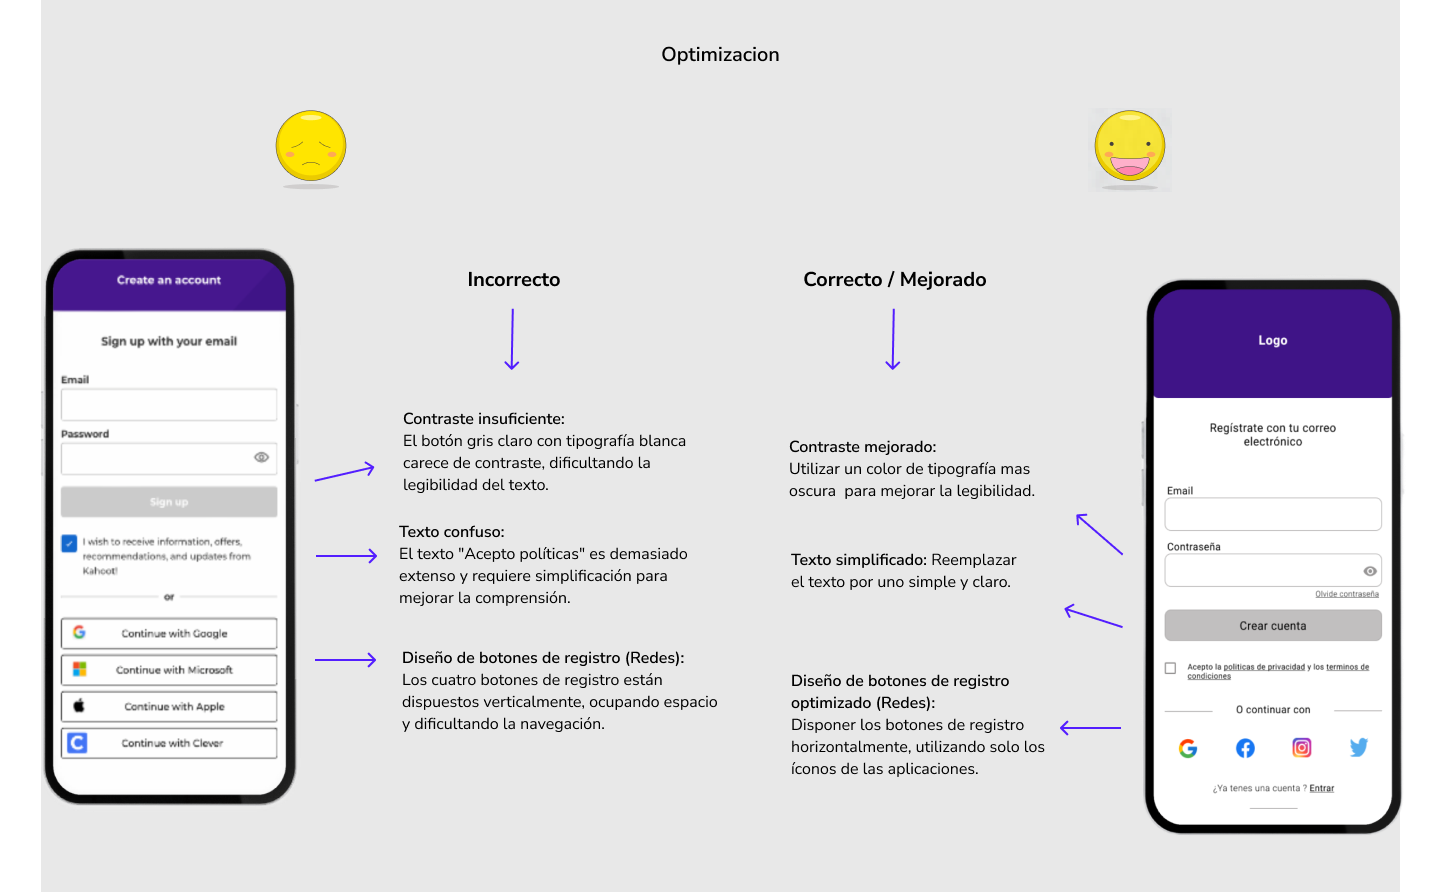 Optimizacion
Create an account
Sign up with your email
Email
Password
Sign up
I wish to receive information, offers,
recommendations, and updates from
Kahoot!
or
Continue with Google
Continue with Microsoft
Continue with Apple
C
Continue with Clever
Incorrecto
Contraste insuficiente:
El botón gris claro con tipografía blanca
carece de contraste, dificultando la
legibilidad del texto.
Texto confuso:
El texto "Acepto políticas" es demasiado
extenso y requiere simplificación para
mejorar la comprensión.
Diseño de botones de registro (Redes):
Los cuatro botones de registro están
dispuestos verticalmente, ocupando espacio
y dificultando la navegación.
Correcto / Mejorado
Contraste mejorado:
Utilizar un color de tipografía mas
oscura  para mejorar la legibilidad.
Texto simplificado: Reemplazar
el texto por uno simple y claro.
Diseño de botones de registro
optimizado (Redes):
Disponer los botones de registro
horizontalmente, utilizando solo los
íconos de las aplicaciones.
Logo
Regístrate con tu correo
electrónico
Email
Contraseña
Olvide contraseña
Crear cuenta
Acepto la politicas de privacidad y los terminos de
condiciones
O continuar con
¿Ya tenes una cuenta ? Entrar